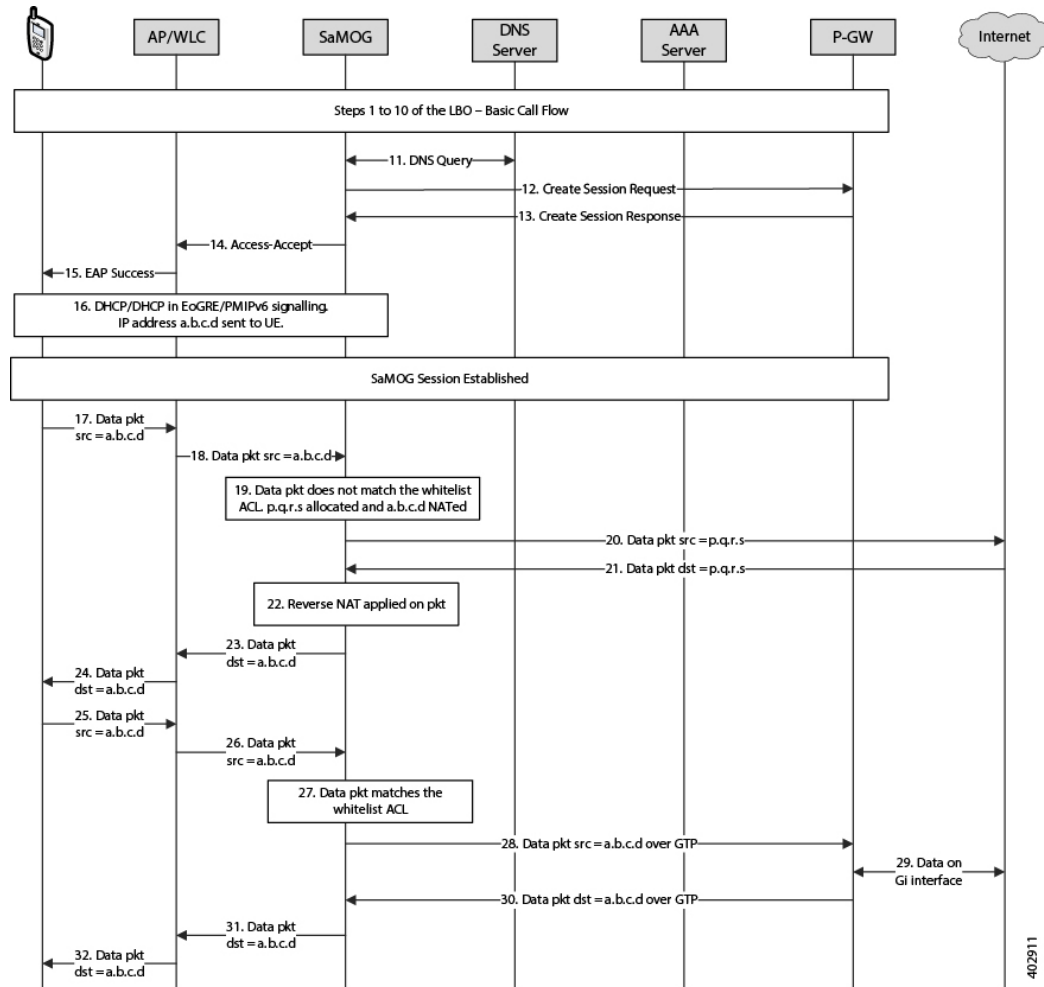 AP/WLC
SaMOG
DNS
Server
AAA
Server
P-GW
Internet
Steps 1 to 10 of the LBO – Basic Call Flow
11. DNS Query
12. Create Session Request
13. Create Session Response
14. Access-Accept
15. EAP Success
16. DHCP/DHCP in EoGRE/PMIPv6 signalling.
IP address a.b.c.d sent to UE.
SaMOG Session Established
17. Data pkt
src = a.b.c.d
18. Data pkt src = a.b.c.d
19. Data pkt does not match the whitelist
ACL. p.q.r.s allocated and a.b.c.d NATed
20. Data pkt src = p.q.r.s
21. Data pkt dst = p.q.r.s
22. Reverse NAT applied on pkt
23. Data pkt
dst = a.b.c.d
24. Data pkt
dst = a.b.c.d
25. Data pkt
src = a.b.c.d
26. Data pkt
src = a.b.c.d
27. Data pkt matches the
whitelist ACL
28. Data pkt src = a.b.c.d over GTP
29. Data on
Gi interface
30. Data pkt dst = a.b.c.d over GTP
31. Data pkt
dst = a.b.c.d
32. Data pkt
dst = a.b.c.d
402911